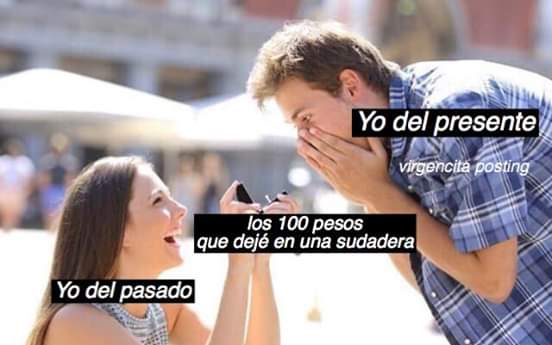 Yo del presente
virgencita posting
los 100 pesos
que dejé en una sudadera
Yo del pasado